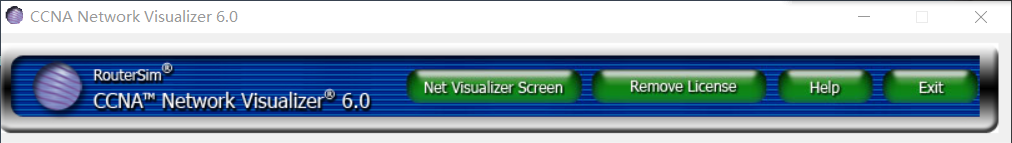 CCNA Network Visualizer 6.0
RouterSim®
CCNA™ Network Visualizer® 6.0
Net Visualizer Screen
Remove License
Help
Exit